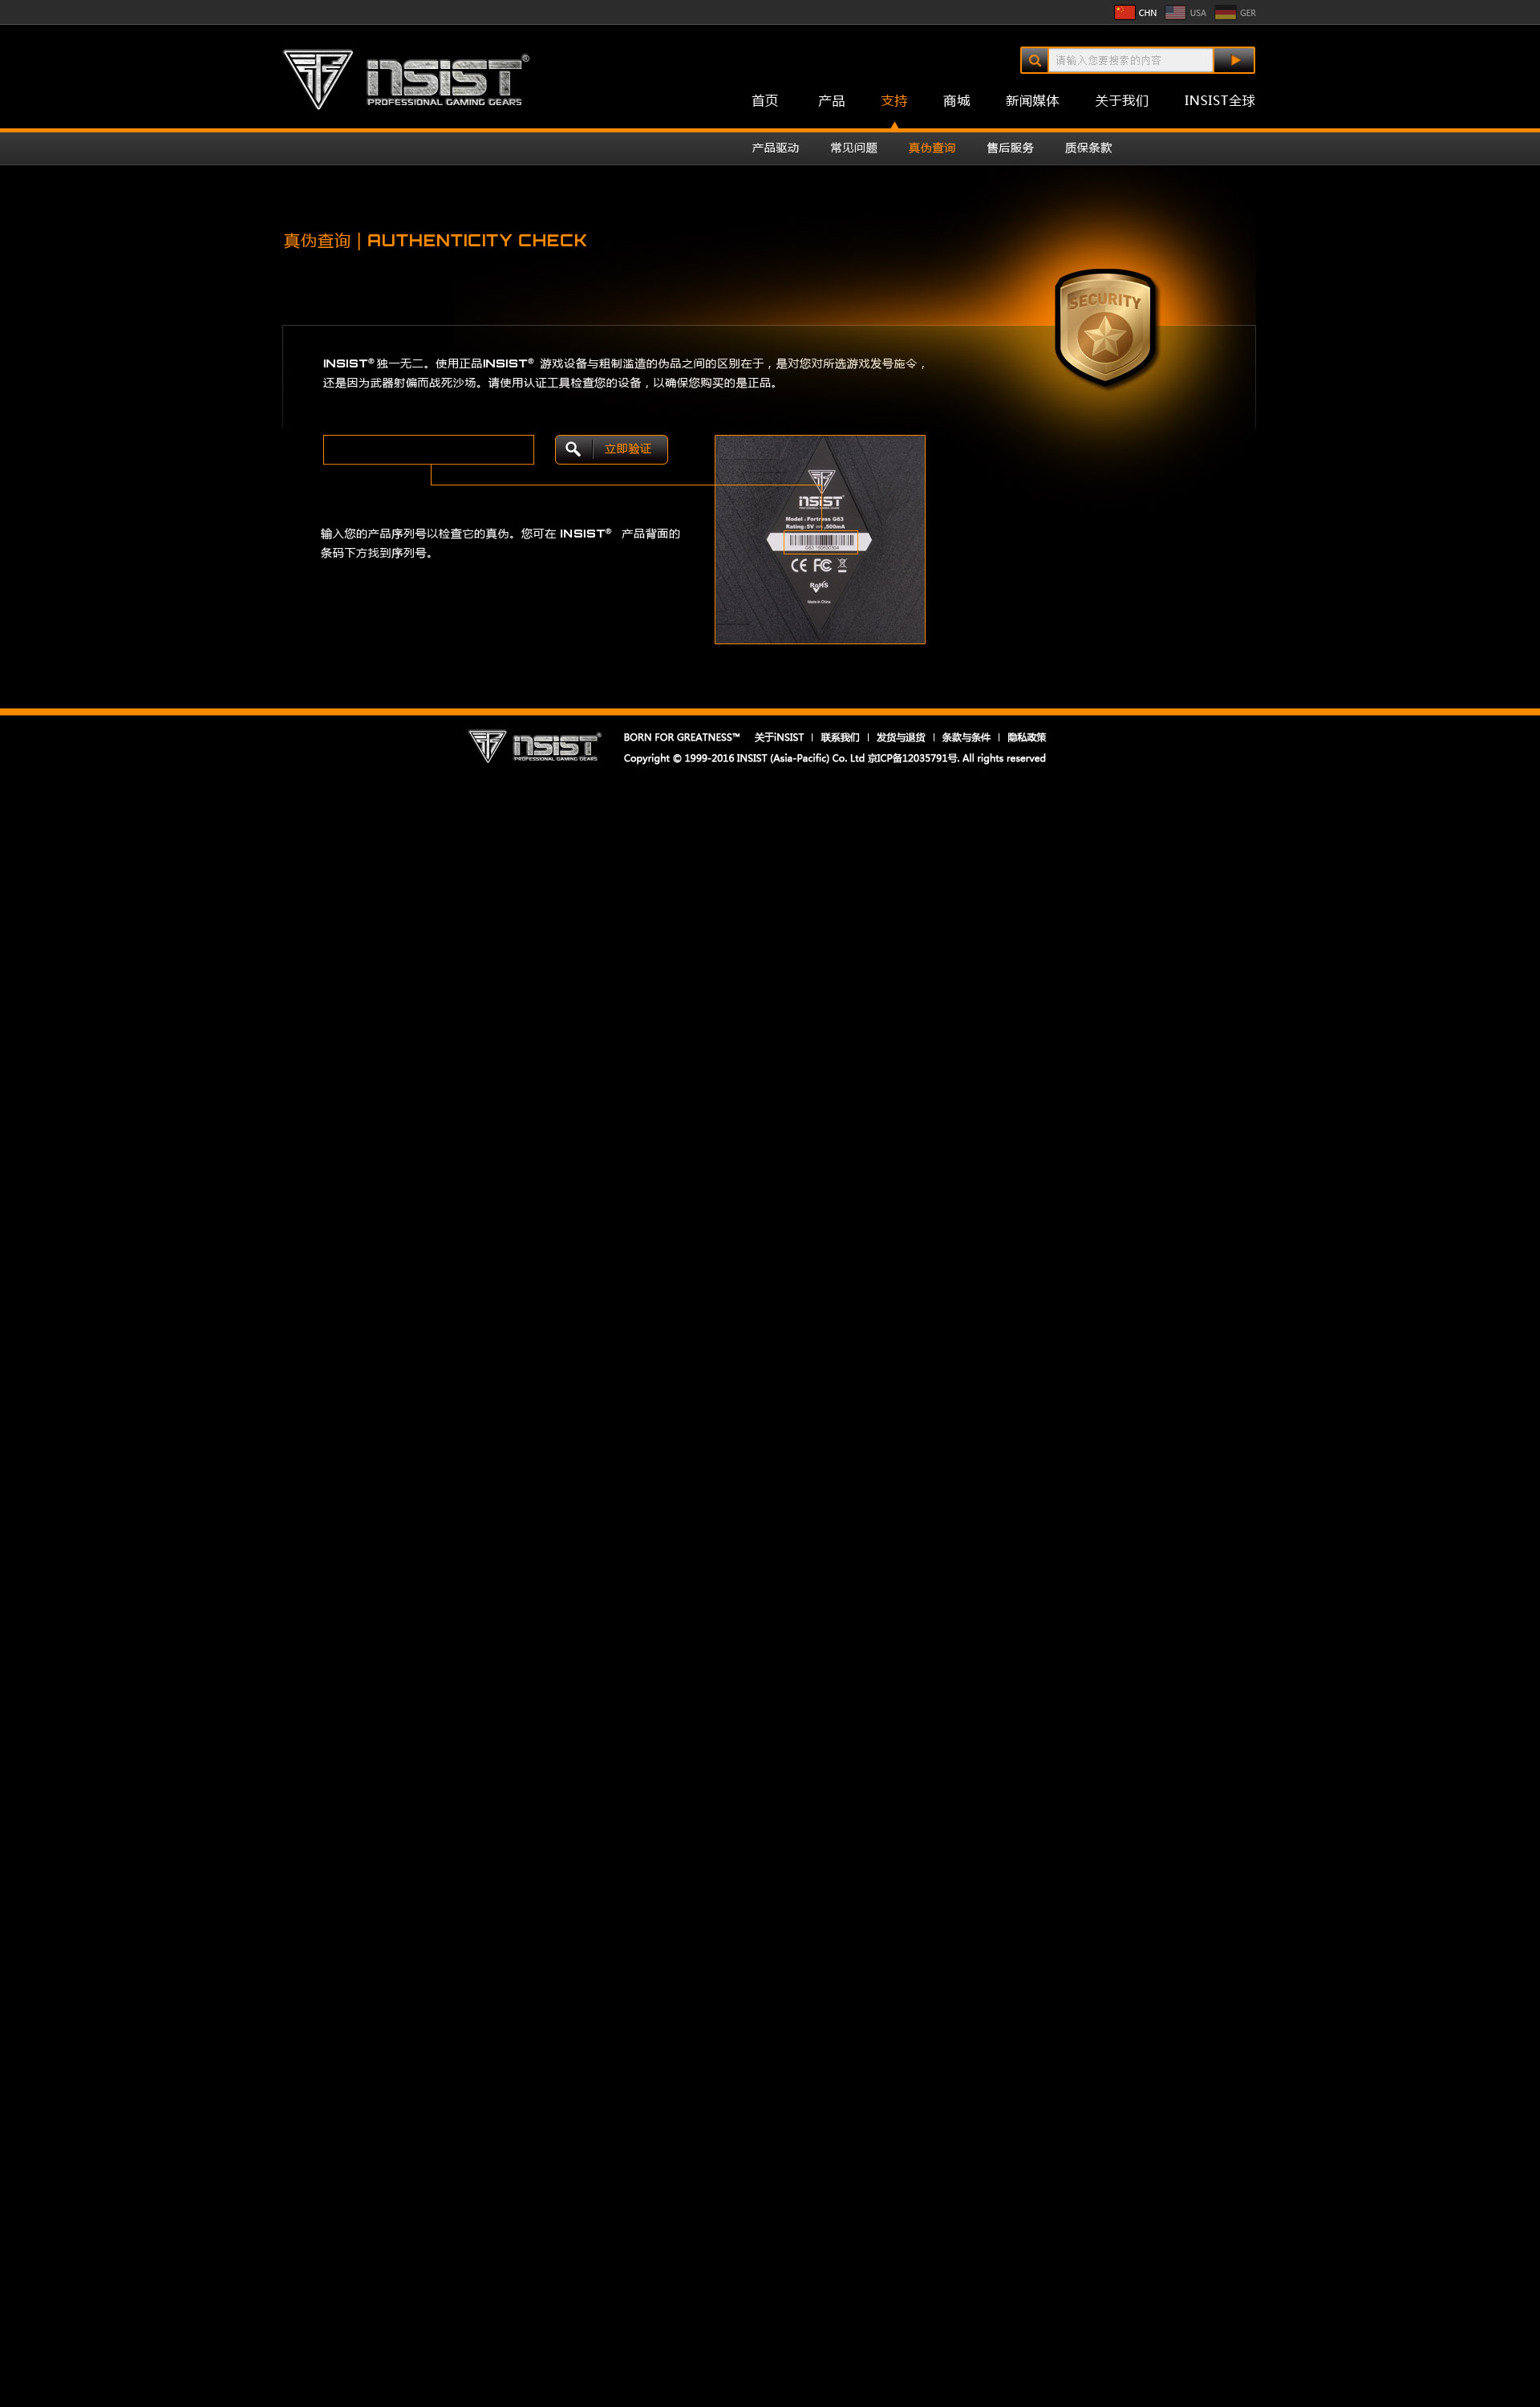 CHN USA GER
iNSIST®
PROFESSIONAL GAMING GEARS
请输入您要搜索的内容
首页 产品 支持 商城 新闻媒体 关于我们 INSIST全球
产品驱动 常见问题 真伪查询 售后服务 质保条款
真伪查询 | AUTHENTICITY CHECK
SECURITY
INSIST®独一无二。使用正品INSIST® 游戏设备与粗制滥造的伪品之间的区别在于，是对您对所选游戏发号施令，
还是因为武器射偏而战死沙场。请使用认证工具检查您的设备，以确保您购买的是正品。
立即验证
输入您的产品序列号以检查它的真伪。您可在 INSIST® 产品背面的
条码下方找到序列号。
iNSIST
Model : Fortress G63
Rating : 5V 500mA
CE FC
RoHS
Made in China
iNSIST®
PROFESSIONAL GAMING GEARS
BORN FOR GREATNESS™ 关于iNSIST | 联系我们 | 发货与退货 | 条款与条件 | 隐私政策
Copyright © 1999-2016 INSIST (Asia-Pacific) Co. Ltd 京ICP备12035791号. All rights reserved